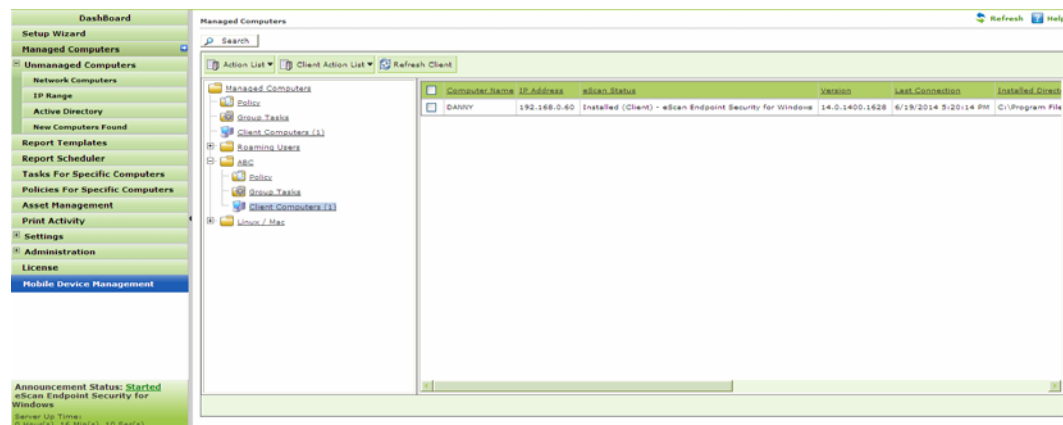 DashBoard
Setup Wizard
Managed Computers
Unmanaged Computers
Network Computers
IP Range
Active Directory
New Computers Found
Report Templates
Report Scheduler
Tasks For Specific Computers
Policies For Specific Computers
Asset Management
Print Activity
Settings
Administration
License
Mobile Device Management
Announcement Status: Started
eScan Endpoint Security for
Windows
Server Up Time:
Managed Computers
Refresh Help
Search
Action List Client Action List Refresh Client
Managed Computers
Policy
Group Tasks
Client Computers (1)
Roaming Users
ABC
Policy
Group Tasks
Client Computers (1)
Linux / Mac
Computer Name IP Address eScan Status Version Last Connection Installed Direct
DANNY 192.168.0.60 Installed (Client) - eScan Endpoint Security for Windows 14.0.1400.1628 6/19/2014 5:20:14 PM C:\Program File